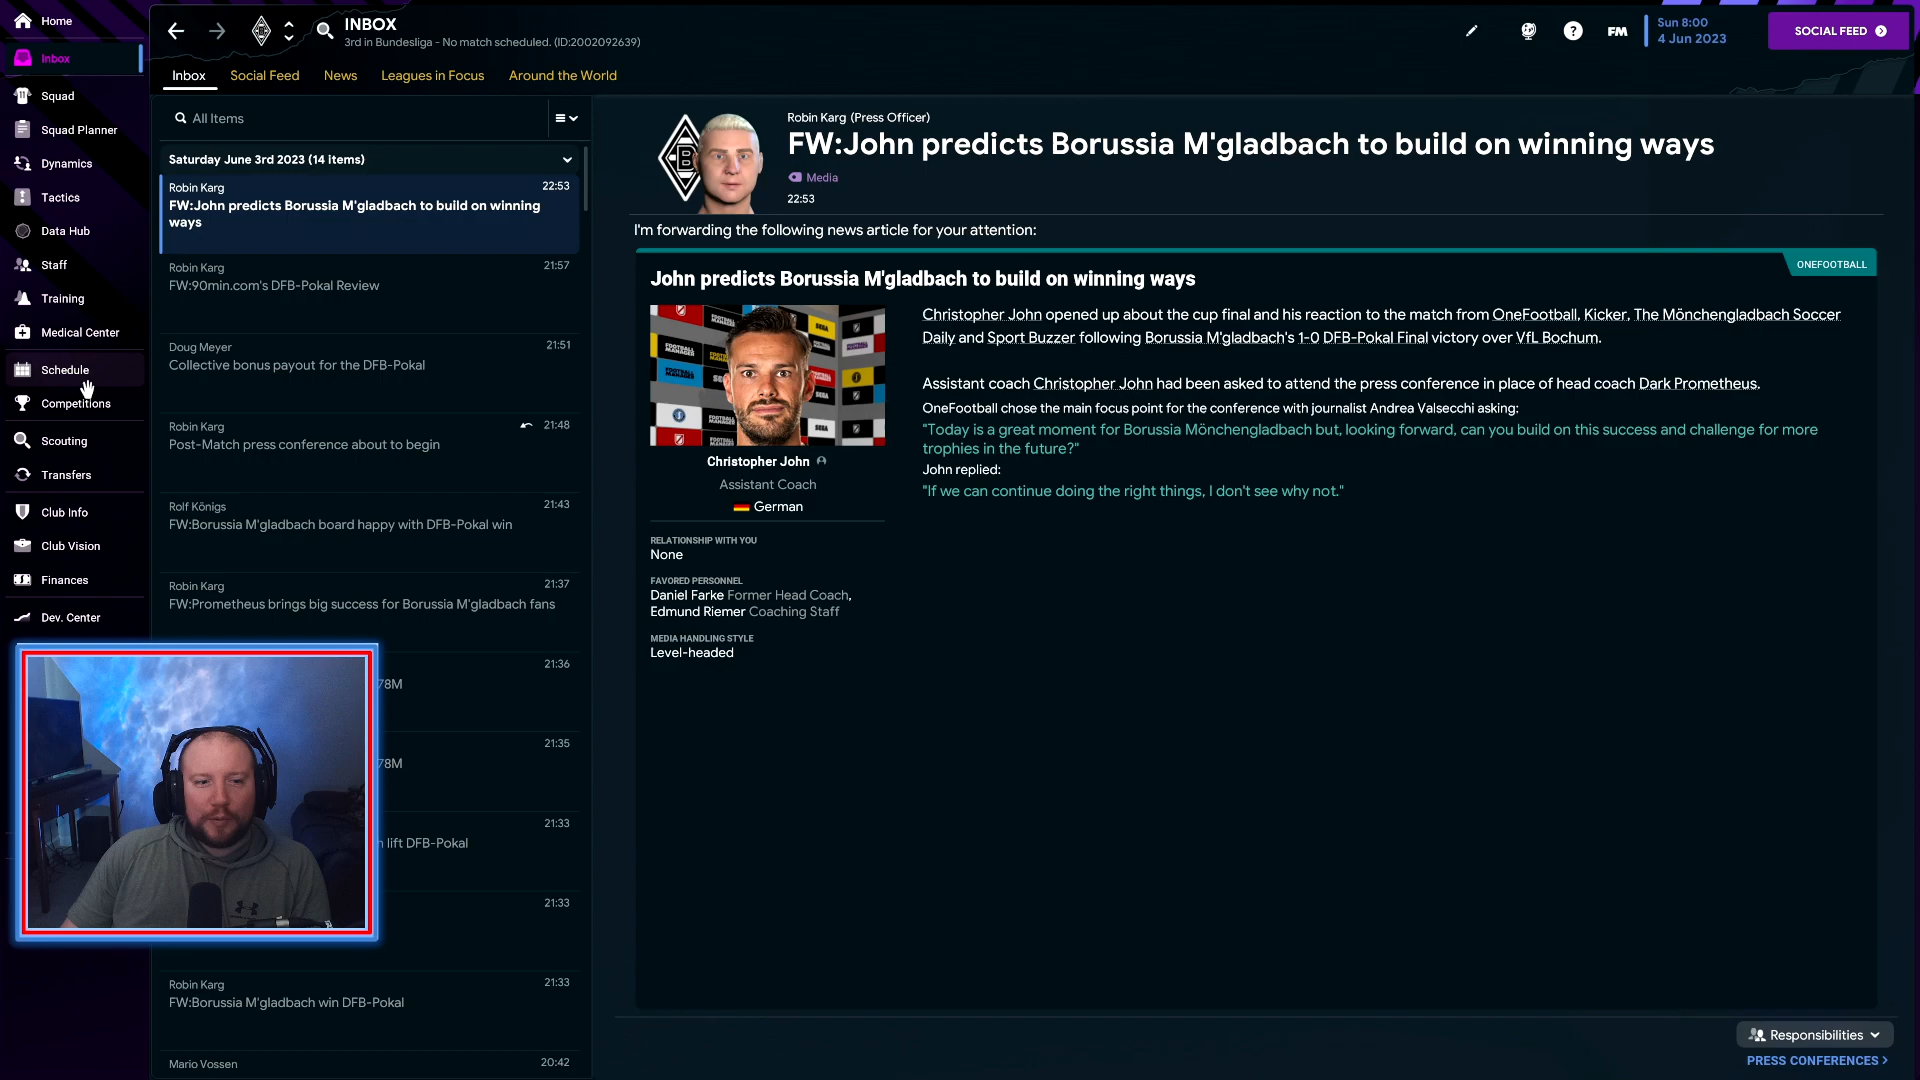 Home
Inbox
Squad
Squad Planner
Dynamics
Tactics
Data Hub
Staff
Training
Medical Center
Schedule
Competitions
Scouting
Transfers
Club Info
Club Vision
Finances
Dev. Center
INBOX
3rd in Bundesliga - No match scheduled. (ID:2002092639)
FM
Sun 8:00
4 Jun 2023
SOCIAL FEED
Inbox Social Feed News Leagues in Focus Around the World
All Items
Saturday June 3rd 2023 (14 items)
Robin Karg 22:53
FW:John predicts Borussia M'gladbach to build on winning
ways
Robin Karg 21:57
FW:90min.com's DFB-Pokal Review
Doug Meyer 21:51
Collective bonus payout for the DFB-Pokal
Robin Karg 21:48
Post-Match press conference about to begin
Rolf Königs 21:43
FW:Borussia M'gladbach board happy with DFB-Pokal win
Robin Karg 21:37
FW:Prometheus brings big success for Borussia M'gladbach fans
21:36
78M
21:35
78M
21:33
lift DFB-Pokal
21:33
Robin Karg 21:33
FW:Borussia M'gladbach win DFB-Pokal
Mario Vossen 20:42
Robin Karg (Press Officer)
FW:John predicts Borussia M'gladbach to build on winning ways
Media
22:53
I'm forwarding the following news article for your attention:
ONEFOOTBALL
John predicts Borussia M'gladbach to build on winning ways
Christopher John
Assistant Coach
German
RELATIONSHIP WITH YOU
None
FAVORED PERSONNEL
Daniel Farke Former Head Coach,
Edmund Riemer Coaching Staff
MEDIA HANDLING STYLE
Level-headed
Christopher John opened up about the cup final and his reaction to the match from OneFootball, Kicker, The Mönchengladbach Soccer
Daily and Sport Buzzer following Borussia M'gladbach's 1-0 DFB-Pokal Final victory over VfL Bochum.
Assistant coach Christopher John had been asked to attend the press conference in place of head coach Dark Prometheus.
OneFootball chose the main focus point for the conference with journalist Andrea Valsecchi asking:
"Today is a great moment for Borussia Mönchengladbach but, looking forward, can you build on this success and challenge for more
trophies in the future?"
John replied:
"If we can continue doing the right things, I don't see why not."
Responsibilities
PRESS CONFERENCES >